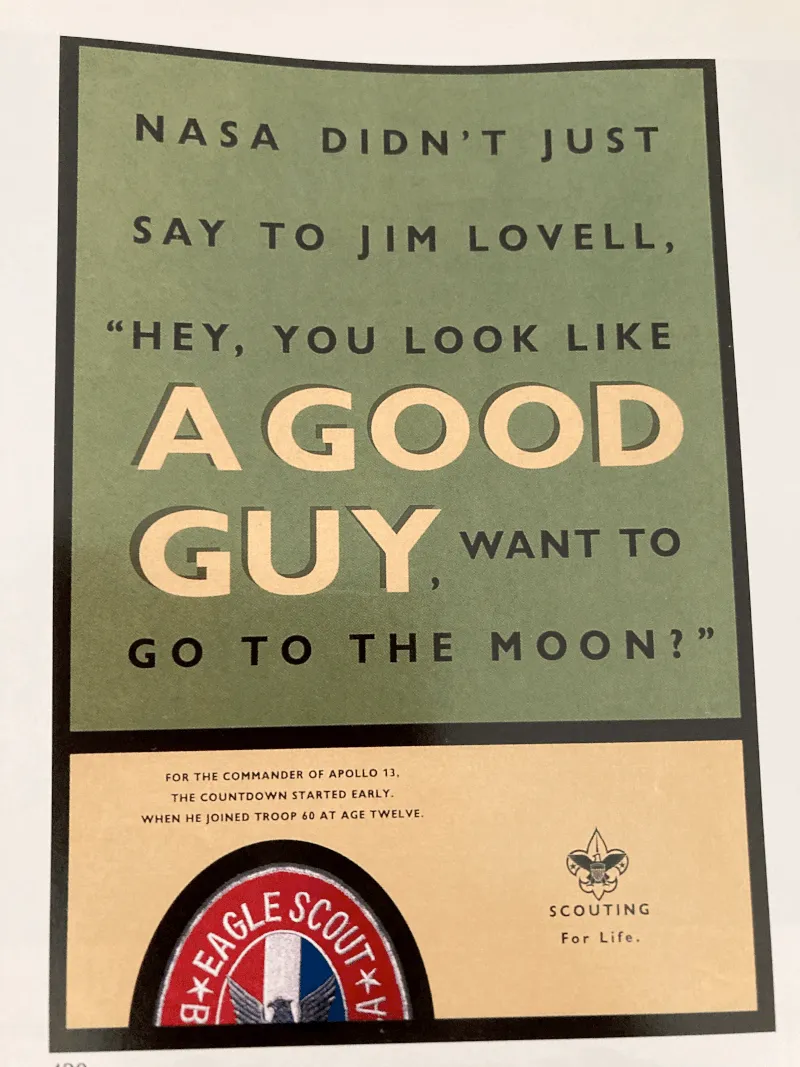 NASA DIDN'T JUST
SAY TO JIM LOVELL,
“HEY, YOU LOOK LIKE
A GOOD
GUY, WANT TO
GO TO THE MOON?”
FOR THE COMMANDER OF APOLLO 13,
THE COUNTDOWN STARTED EARLY.
WHEN HE JOINED TROOP 60 AT AGE TWELVE.
EAGLE SCOUT
B
A
SCOUTING
For Life.